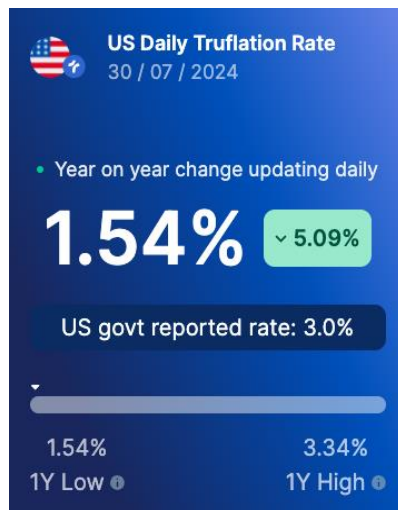 US Daily Truflation Rate
30 / 07 / 2024
Year on year change updating daily
1.54% 5.09%
US govt reported rate: 3.0%
1.54% 3.34%
1Y Low 1Y High